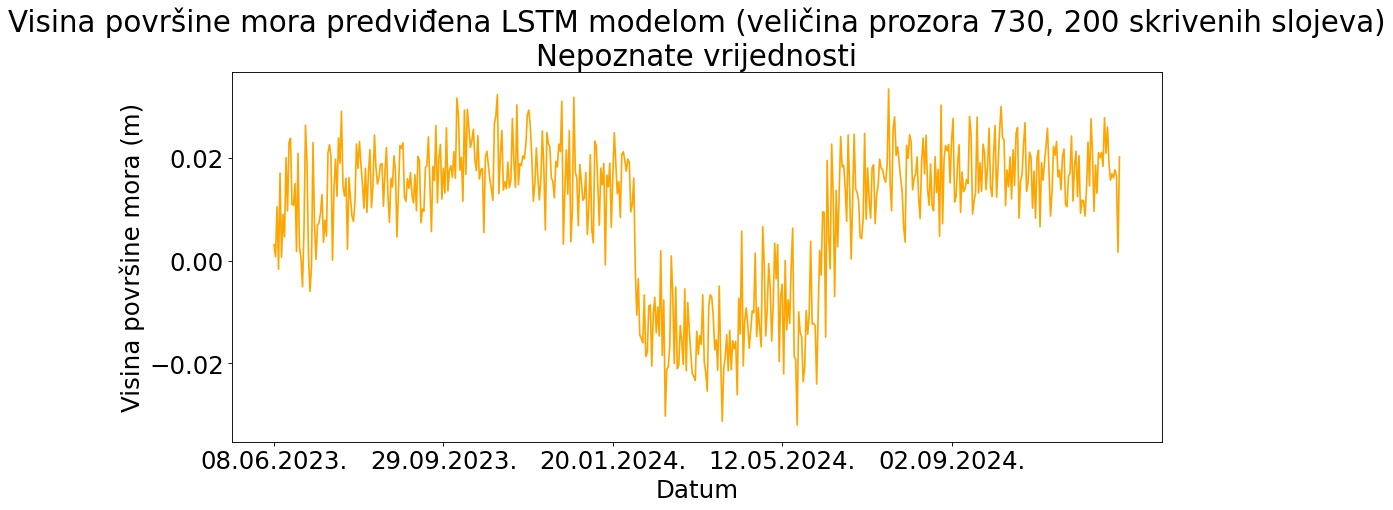 Visina površine mora predviđena LSTM modelom (veličina prozora 730, 200 skrivenih slojeva)
Nepoznate vrijednosti
Visina površine mora (m)
0.02
0.00
−0.02
08.06.2023. 29.09.2023. 20.01.2024. 12.05.2024. 02.09.2024.
Datum